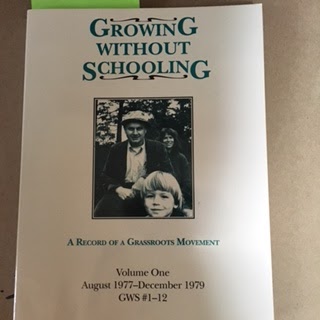 GROWING
WITHOUT
SCHOOLING
A RECORD OF A GRASSROOTS MOVEMENT
Volume One
August 1977–December 1979
GWS #1–12